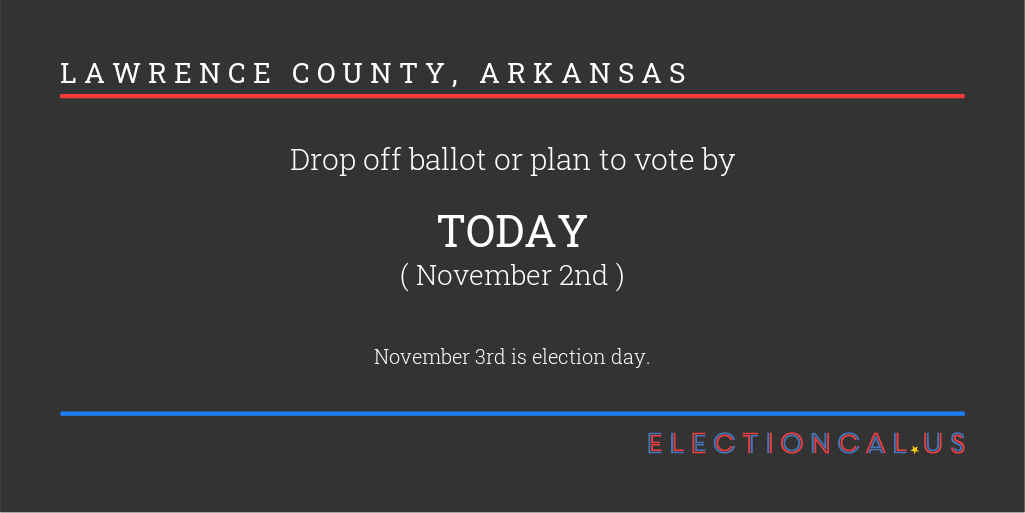 LAWRENCE COUNTY, ARKANSAS
Drop off ballot or plan to vote by
TODAY
( November 2nd )
November 3rd is election day.
ELECTIONCAL.US